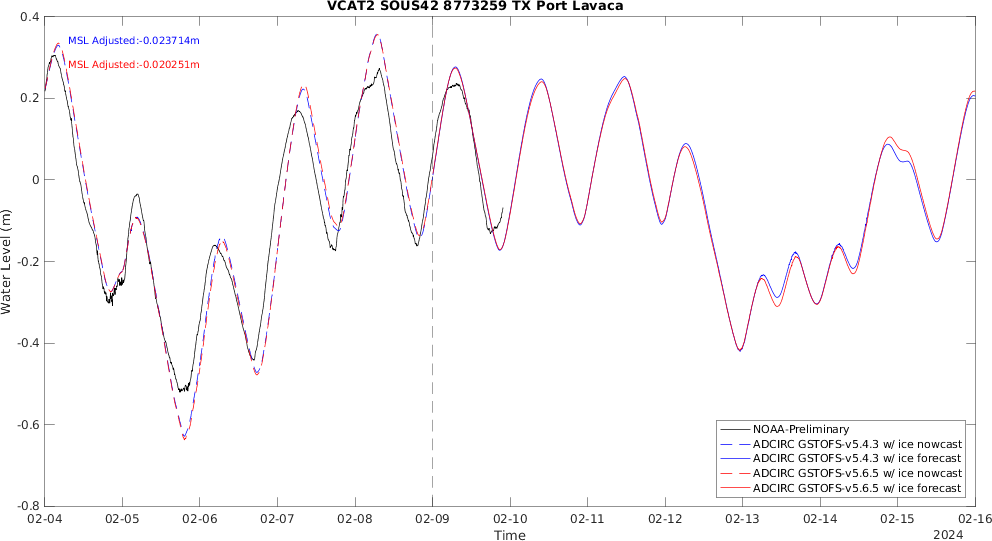 VCAT2 SOUS42 8773259 TX Port Lavaca
MSL Adjusted:-0.023714m
MSL Adjusted:-0.020251m
0.4
0.2
0
-0.2
-0.4
-0.6
-0.8
Water Level (m)
NOAA-Preliminary
ADCIRC GSTOFS-v5.4.3 w/ ice nowcast
ADCIRC GSTOFS-v5.4.3 w/ ice forecast
ADCIRC GSTOFS-v5.6.5 w/ ice nowcast
ADCIRC GSTOFS-v5.6.5 w/ ice forecast
02-04 02-05 02-06 02-07 02-08 02-09 02-10 02-11 02-12 02-13 02-14 02-15 02-16
Time
2024